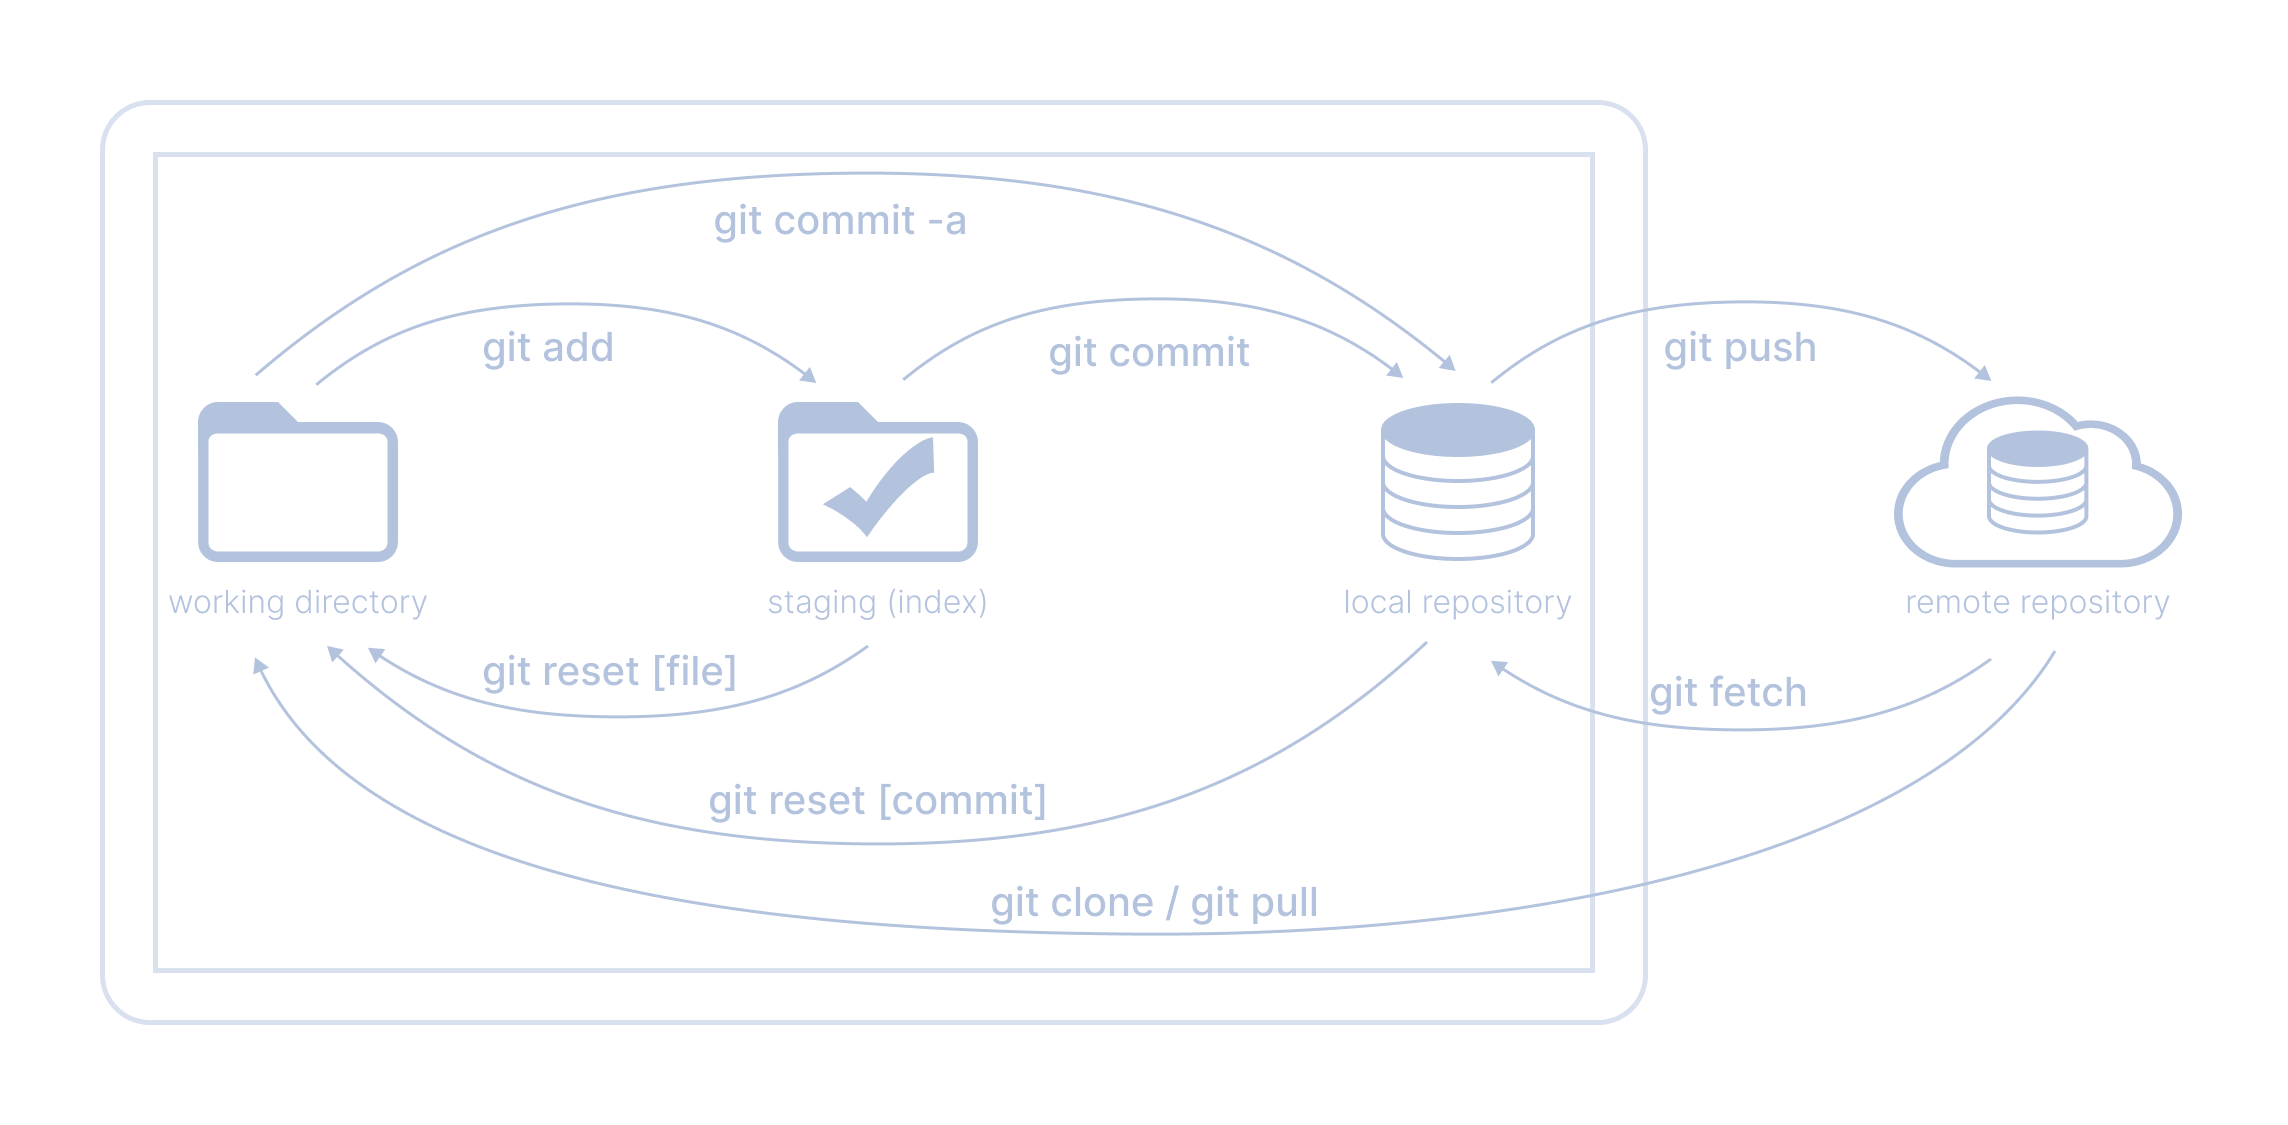 git commit -a
git add
git commit
git push
working directory
staging (index)
local repository
remote repository
git reset [file]
git fetch
git reset [commit]
git clone / git pull